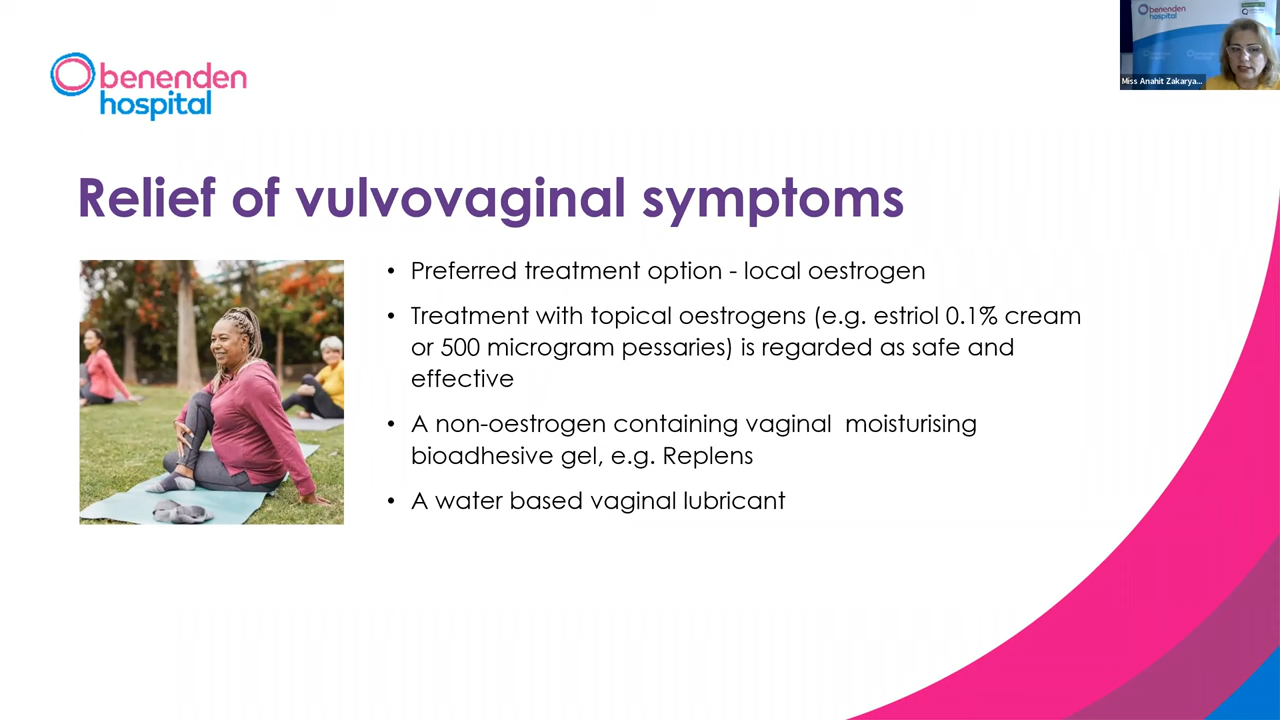 benenden
hospital
benenden
hospital
Miss Anahit Zakarya...
Relief of vulvovaginal symptoms
• Preferred treatment option - local oestrogen
• Treatment with topical oestrogens (e.g. estriol 0.1% cream
or 500 microgram pessaries) is regarded as safe and
effective
• A non-oestrogen containing vaginal  moisturising
bioadhesive gel, e.g. Replens
• A water based vaginal lubricant